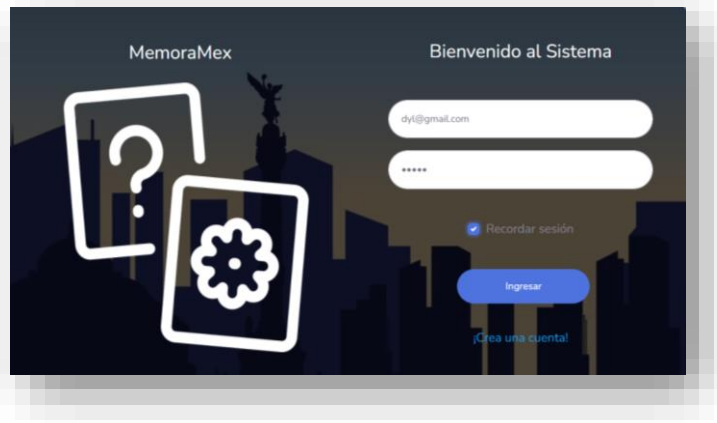 MemoraMex
?
Bienvenido al Sistema
dyl@gmail.com
*****
Recordar sesión
Ingresar
¡Crea una cuenta!